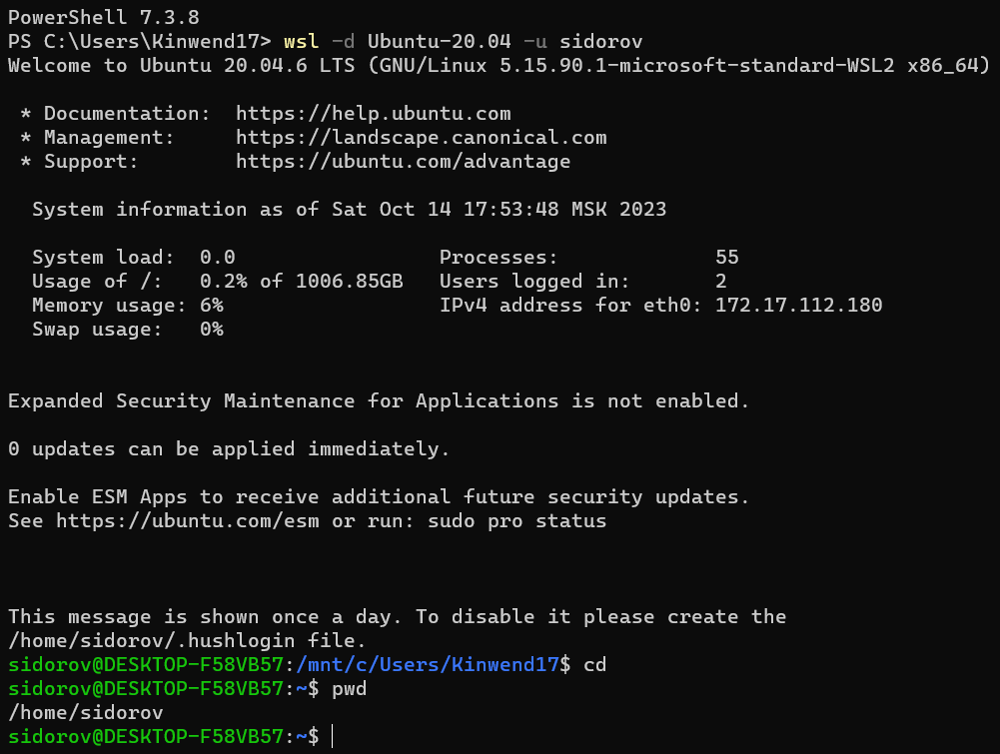 PowerShell 7.3.8
PS C:\Users\Kinwend17> wsl -d Ubuntu-20.04 -u sidorov
Welcome to Ubuntu 20.04.6 LTS (GNU/Linux 5.15.90.1-microsoft-standard-WSL2 x86_64)
* Documentation:  https://help.ubuntu.com
* Management:     https://landscape.canonical.com
* Support:        https://ubuntu.com/advantage
System information as of Sat Oct 14 17:53:48 MSK 2023
System load:  0.0                 Processes:             55
Usage of /:   0.2% of 1006.85GB   Users logged in:       2
Memory usage: 6%                  IPv4 address for eth0: 172.17.112.180
Swap usage:   0%
Expanded Security Maintenance for Applications is not enabled.
0 updates can be applied immediately.
Enable ESM Apps to receive additional future security updates.
See https://ubuntu.com/esm or run: sudo pro status
This message is shown once a day. To disable it please create the
/home/sidorov/.hushlogin file.
sidorov@DESKTOP-F58VB57:/mnt/c/Users/Kinwend17$ cd
sidorov@DESKTOP-F58VB57:~$ pwd
/home/sidorov
sidorov@DESKTOP-F58VB57:~$